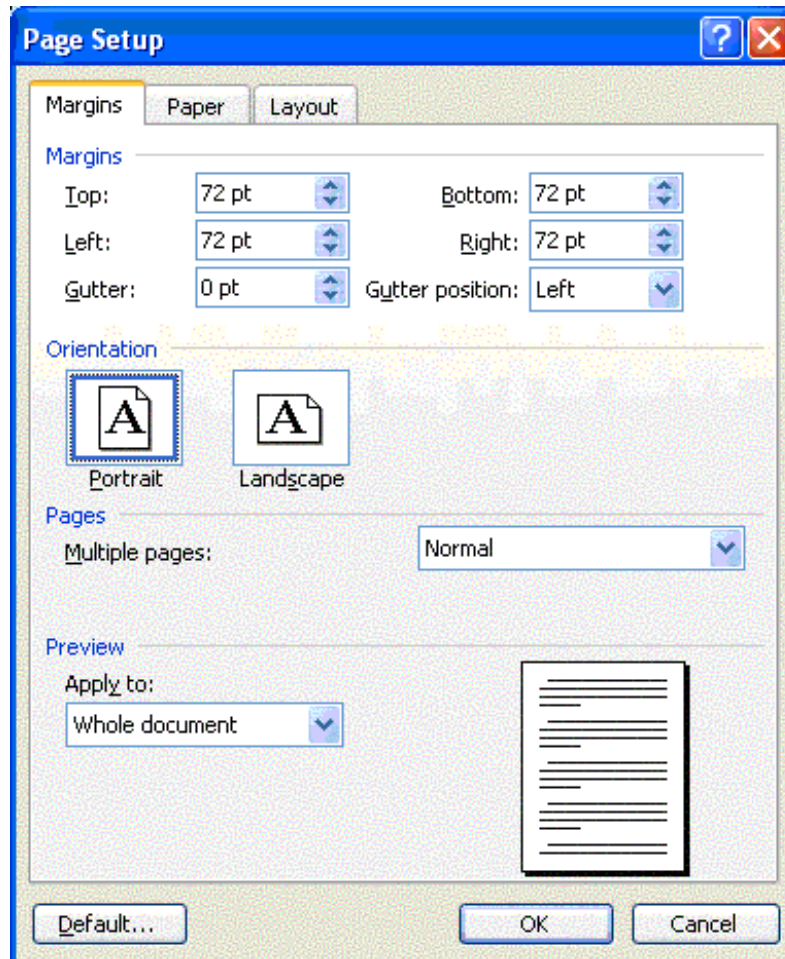 Page Setup
Margins Paper Layout
Margins
Top: 72 pt Bottom: 72 pt
Left: 72 pt Right: 72 pt
Gutter: 0 pt Gutter position: Left
Orientation
A A
Portrait Landscape
Pages
Multiple pages: Normal
Preview
Apply to:
Whole document
Default... OK Cancel